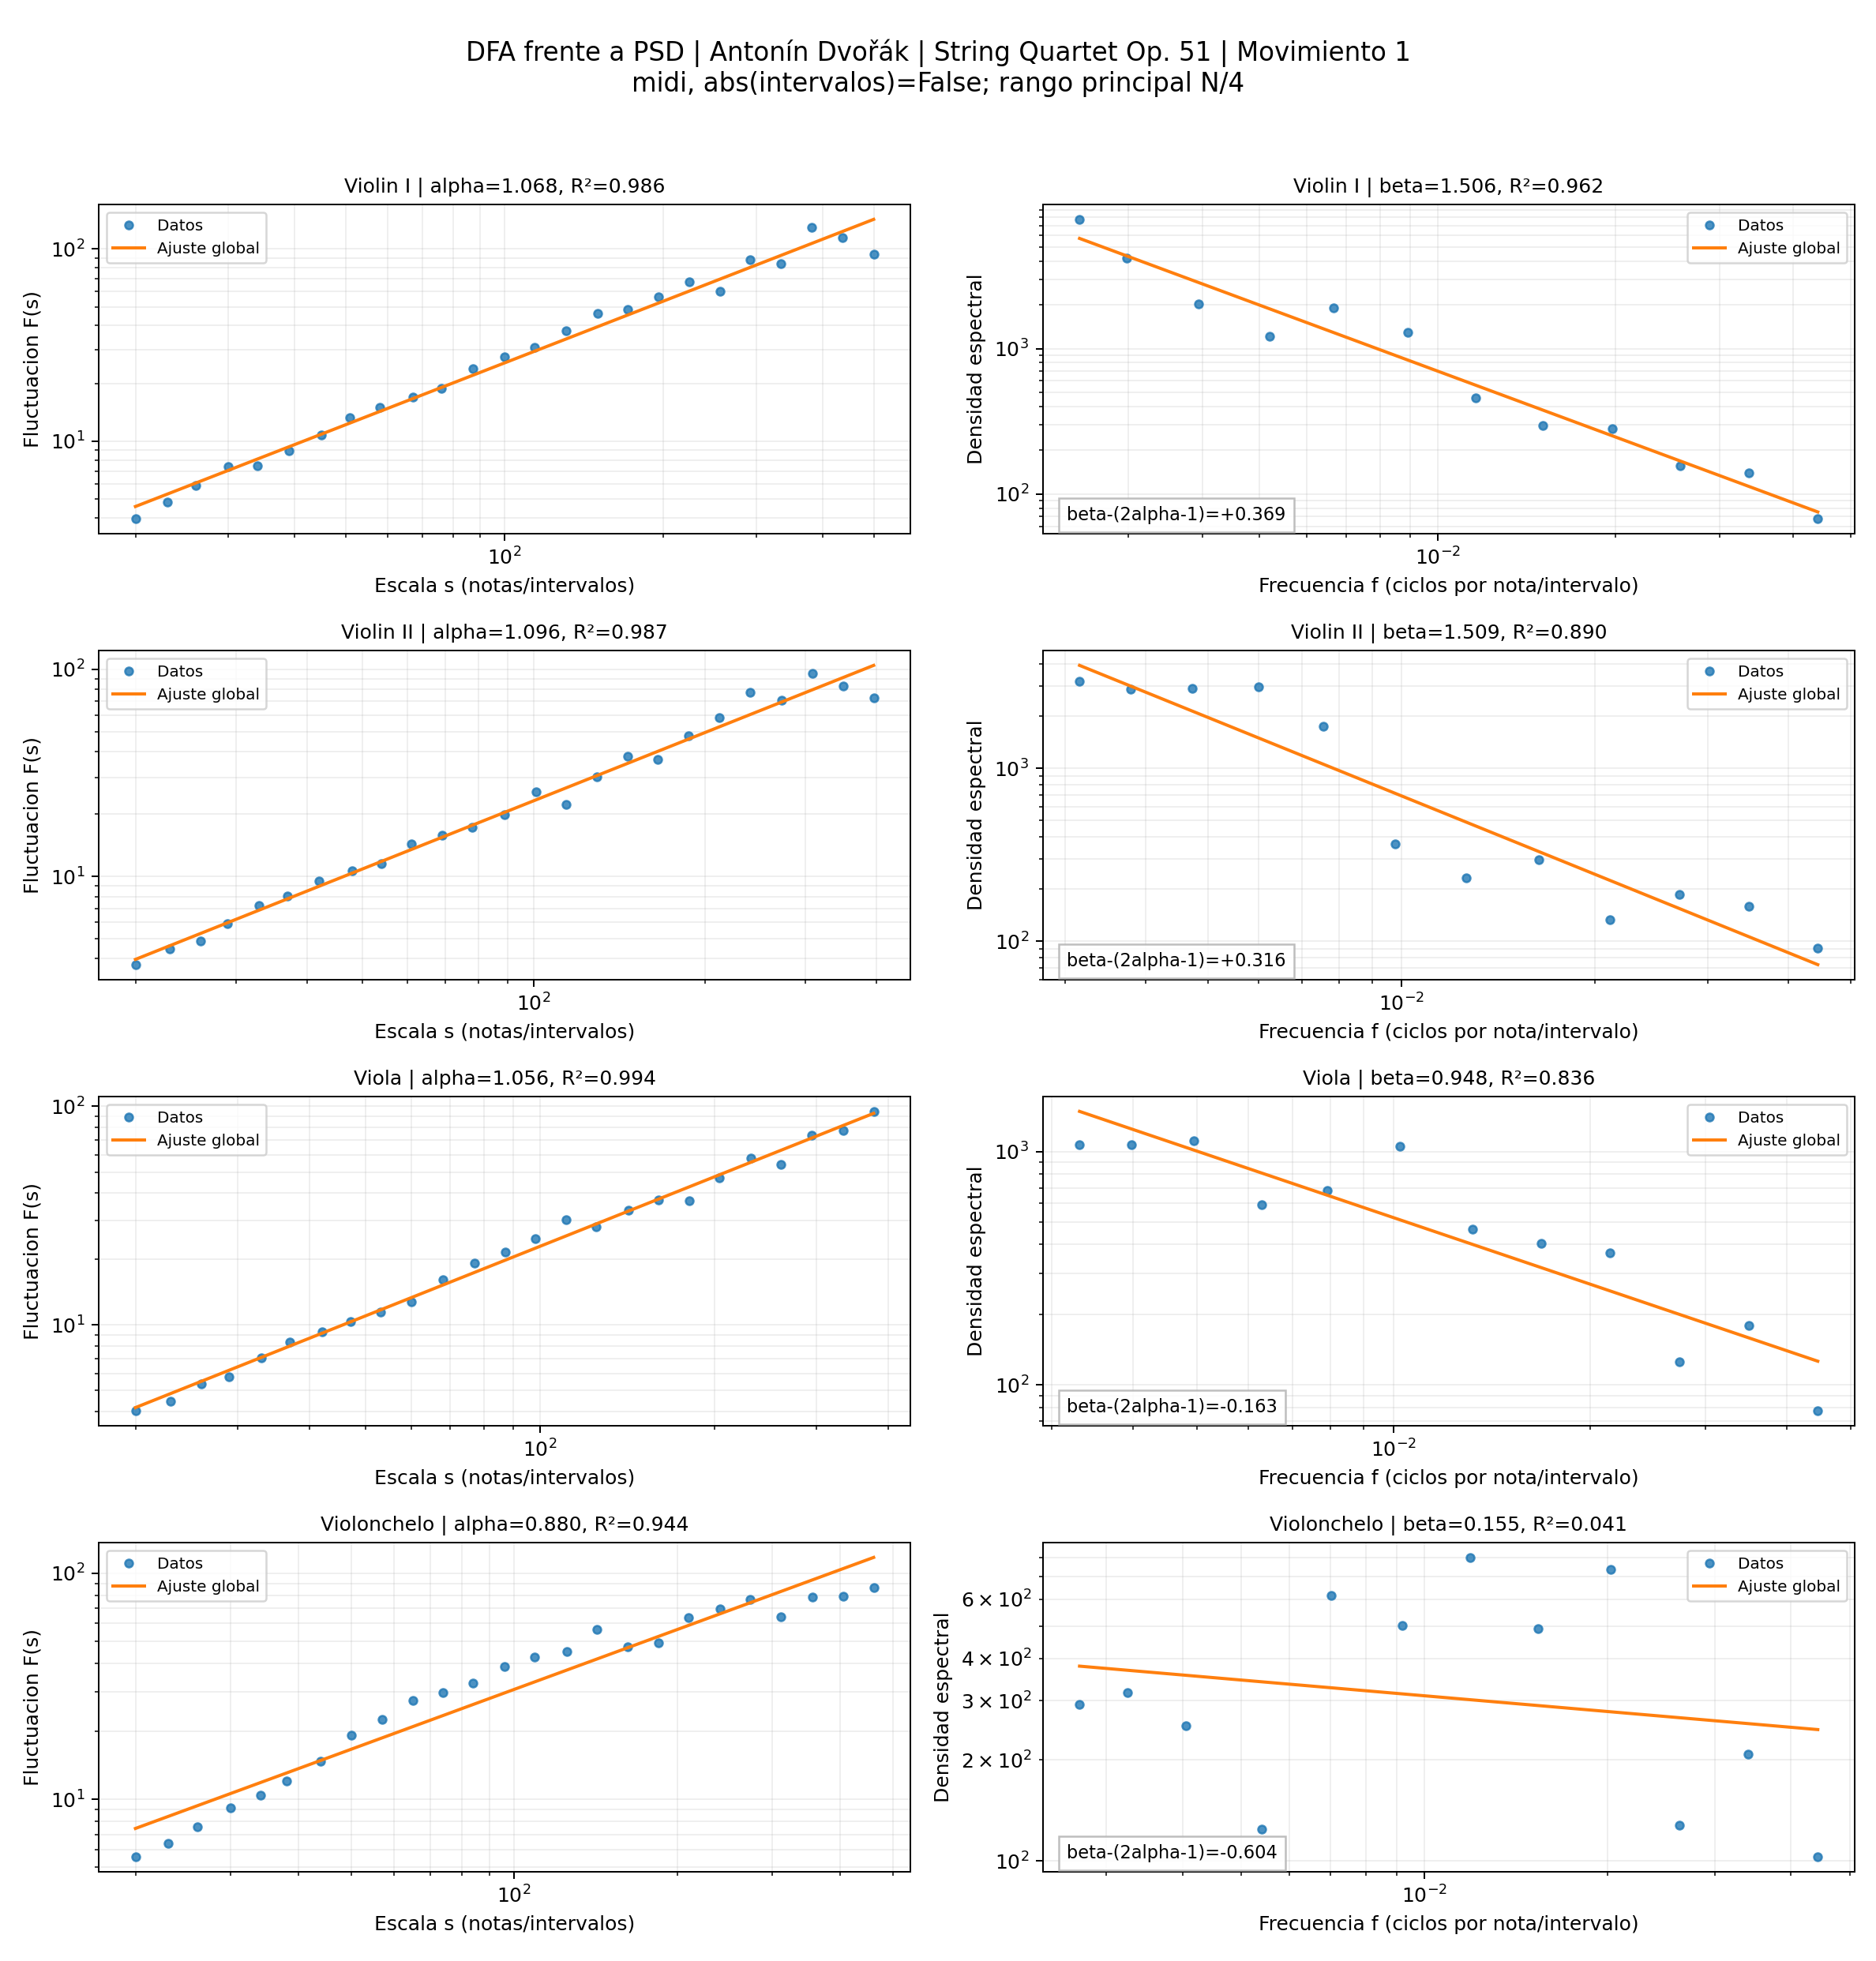 DFA frente a PSD | Antonín Dvořák | String Quartet Op. 51 | Movimiento 1
midi, abs(intervalos)=False; rango principal N/4
Violin I | alpha=1.068, R²=0.986
Datos
Ajuste global
10²
10¹
Fluctuacion F(s)
10²
Escala s (notas/intervalos)
Violin I | beta=1.506, R²=0.962
Datos
Ajuste global
10³
10²
Densidad espectral
beta-(2alpha-1)=+0.369
10⁻²
Frecuencia f (ciclos por nota/intervalo)
Violin II | alpha=1.096, R²=0.987
Datos
Ajuste global
10²
10¹
Fluctuacion F(s)
10²
Escala s (notas/intervalos)
Violin II | beta=1.509, R²=0.890
Datos
Ajuste global
10³
10²
Densidad espectral
beta-(2alpha-1)=+0.316
10⁻²
Frecuencia f (ciclos por nota/intervalo)
Viola | alpha=1.056, R²=0.994
Datos
Ajuste global
10²
10¹
Fluctuacion F(s)
10²
Escala s (notas/intervalos)
Viola | beta=0.948, R²=0.836
Datos
Ajuste global
10³
10²
Densidad espectral
beta-(2alpha-1)=-0.163
10⁻²
Frecuencia f (ciclos por nota/intervalo)
Violonchelo | alpha=0.880, R²=0.944
Datos
Ajuste global
10²
10¹
Fluctuacion F(s)
10²
Escala s (notas/intervalos)
Violonchelo | beta=0.155, R²=0.041
Datos
Ajuste global
6 × 10²
4 × 10²
3 × 10²
2 × 10²
10²
Densidad espectral
beta-(2alpha-1)=-0.604
10⁻²
Frecuencia f (ciclos por nota/intervalo)